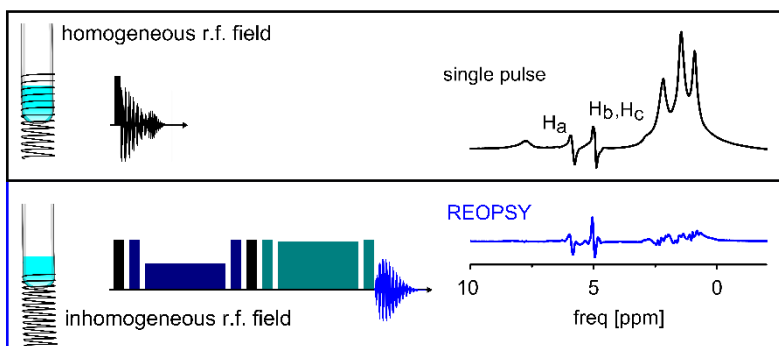 homogeneous r.f. field
single pulse
Ha
Hb,Hc
REOPSY
inhomogeneous r.f. field
10
5
0
freq [ppm]